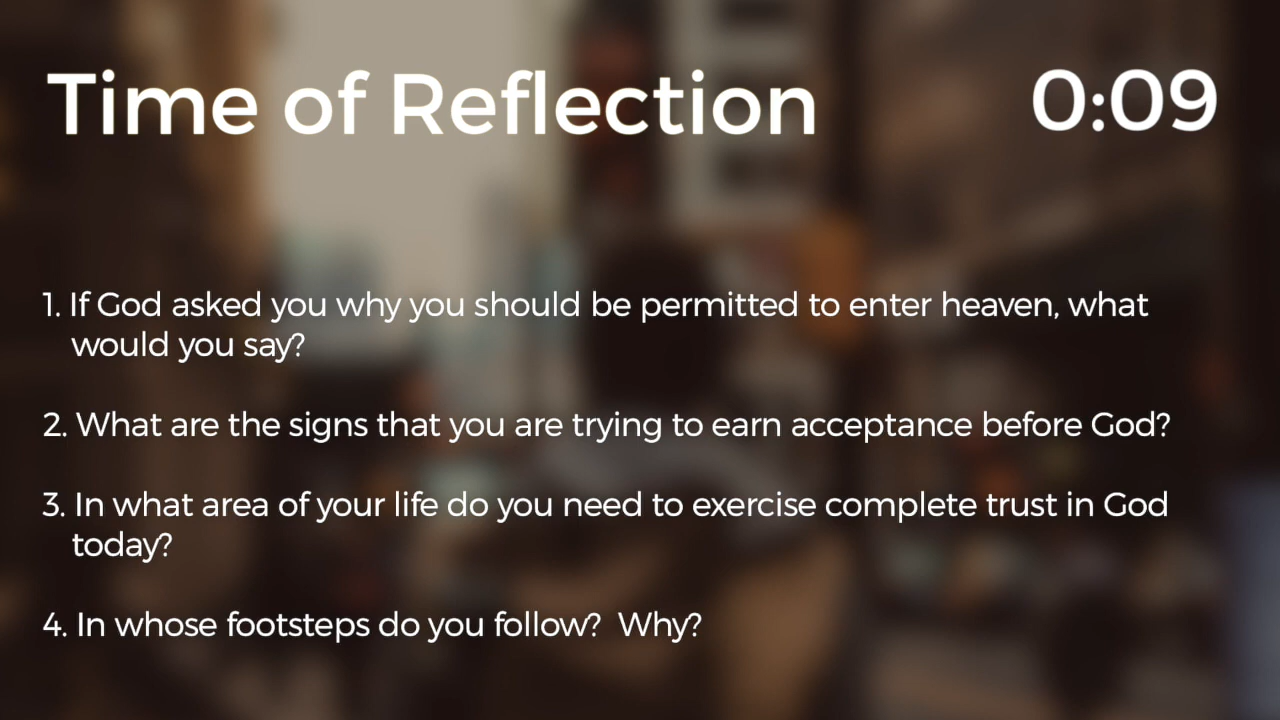 Time of Reflection
0:09
1. If God asked you why you should be permitted to enter heaven, what
would you say?
2. What are the signs that you are trying to earn acceptance before God?
3. In what area of your life do you need to exercise complete trust in God
today?
4. In whose footsteps do you follow?  Why?